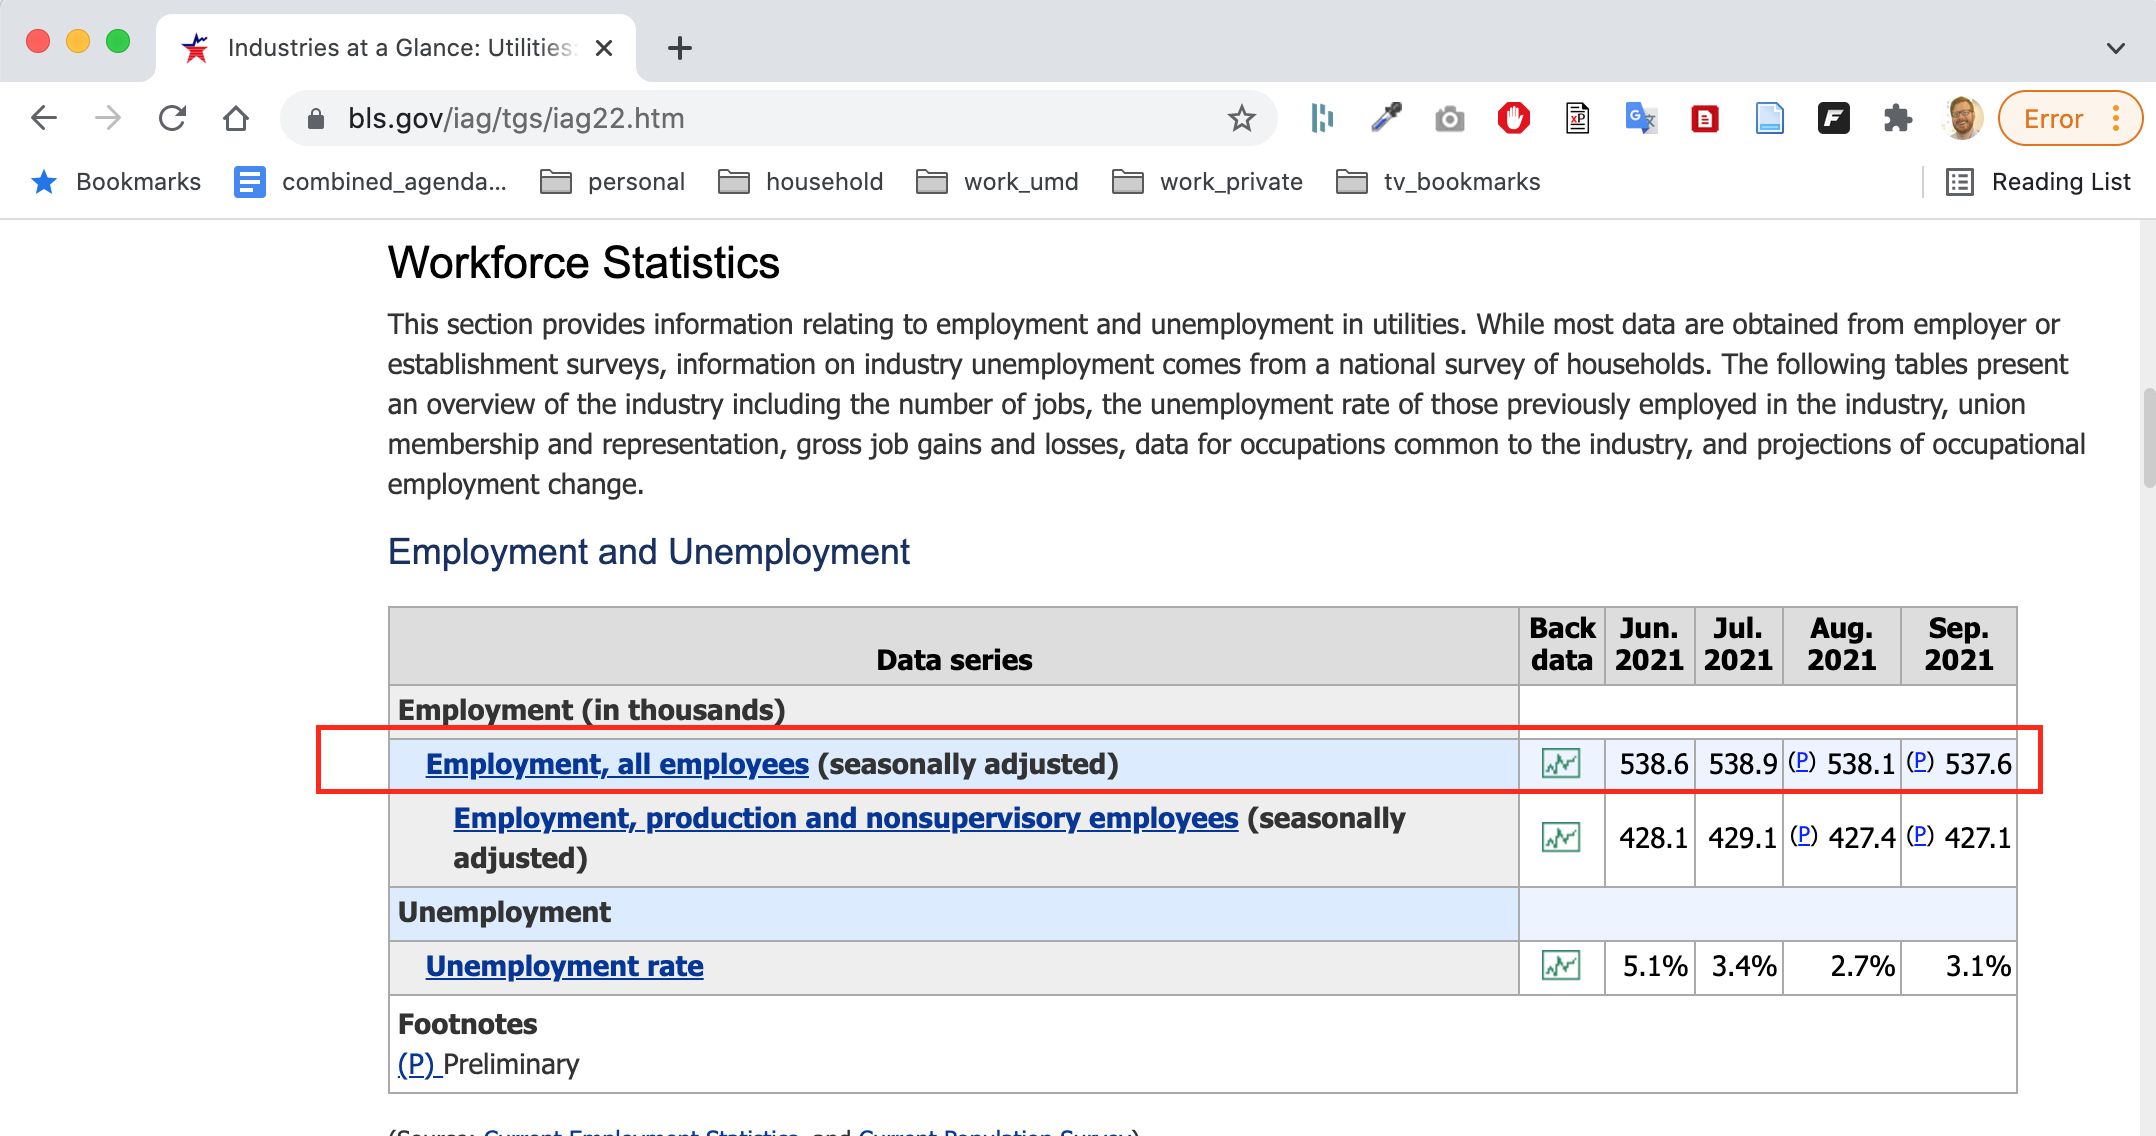 Industries at a Glance: Utilities:
bls.gov/iag/tgs/iag22.htm
Error
Bookmarks combined_agenda... personal household work_umd work_private tv_bookmarks Reading List
Workforce Statistics
This section provides information relating to employment and unemployment in utilities. While most data are obtained from employer or
establishment surveys, information on industry unemployment comes from a national survey of households. The following tables present
an overview of the industry including the number of jobs, the unemployment rate of those previously employed in the industry, union
membership and representation, gross job gains and losses, data for occupations common to the industry, and projections of occupational
employment change.
Employment and Unemployment
Data series Back data Jun. 2021 Jul. 2021 Aug. 2021 Sep. 2021
Employment (in thousands)
Employment, all employees (seasonally adjusted) 538.6 538.9 (P) 538.1 (P) 537.6
Employment, production and nonsupervisory employees (seasonally
adjusted) 428.1 429.1 (P) 427.4 (P) 427.1
Unemployment
Unemployment rate 5.1% 3.4% 2.7% 3.1%
Footnotes
(P) Preliminary
(Source: Current Employment Statistics, and Current Population Survey)